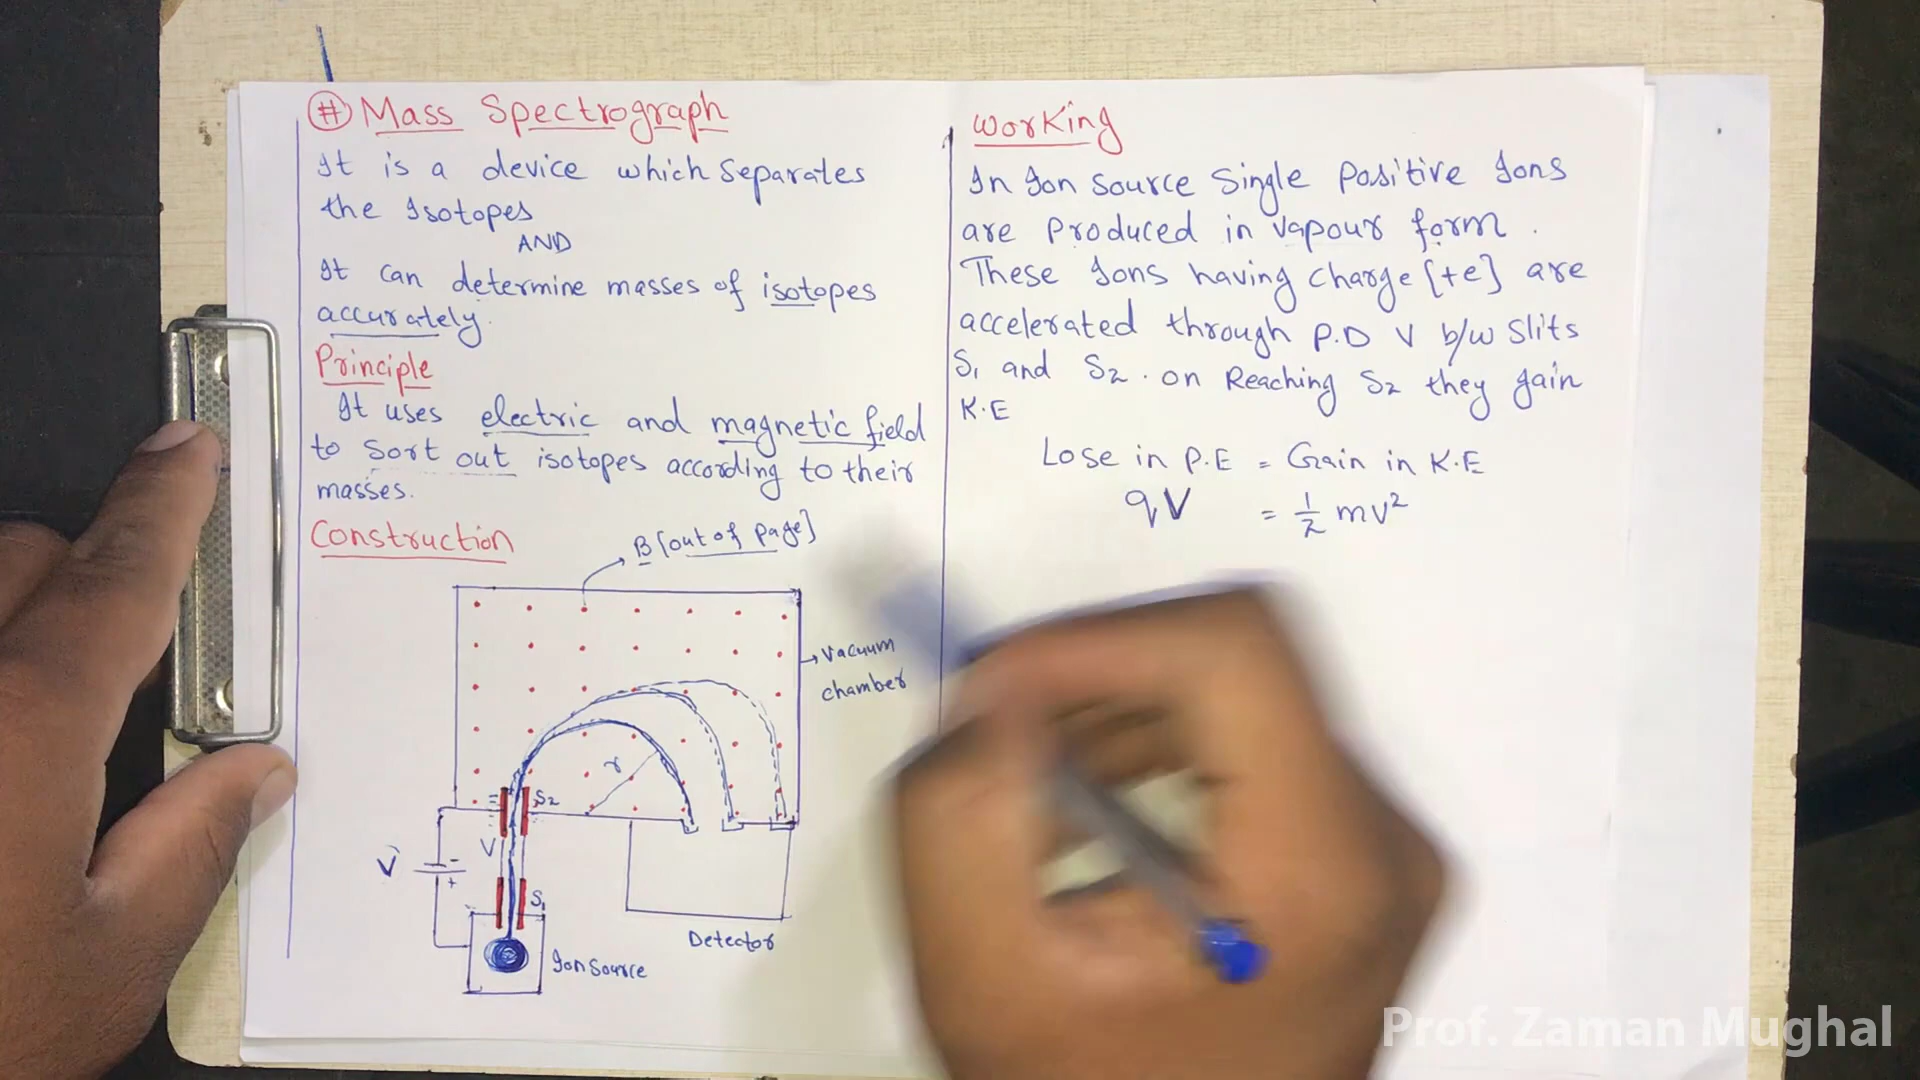 # Mass Spectrograph
It is a device which separates
the Isotopes
AND
It can determine masses of isotopes
accurately.
Principle
It uses electric and magnetic field
to sort out isotopes according to their
masses.
Construction
B [out of page]
Vacuum
chamber
r
S2
V
V
-
+
S1
Ion Source
Detector
Working
In Ion source Single Positive Ions
are Produced in vapour form.
These Ions having charge [+e] are
accelerated through P.D V b/w slits
S1 and S2. on Reaching S2 they gain
K.E
Lose in P.E = Gain in K.E
qV = 1/2 mv²
Prof. Zaman Mughal